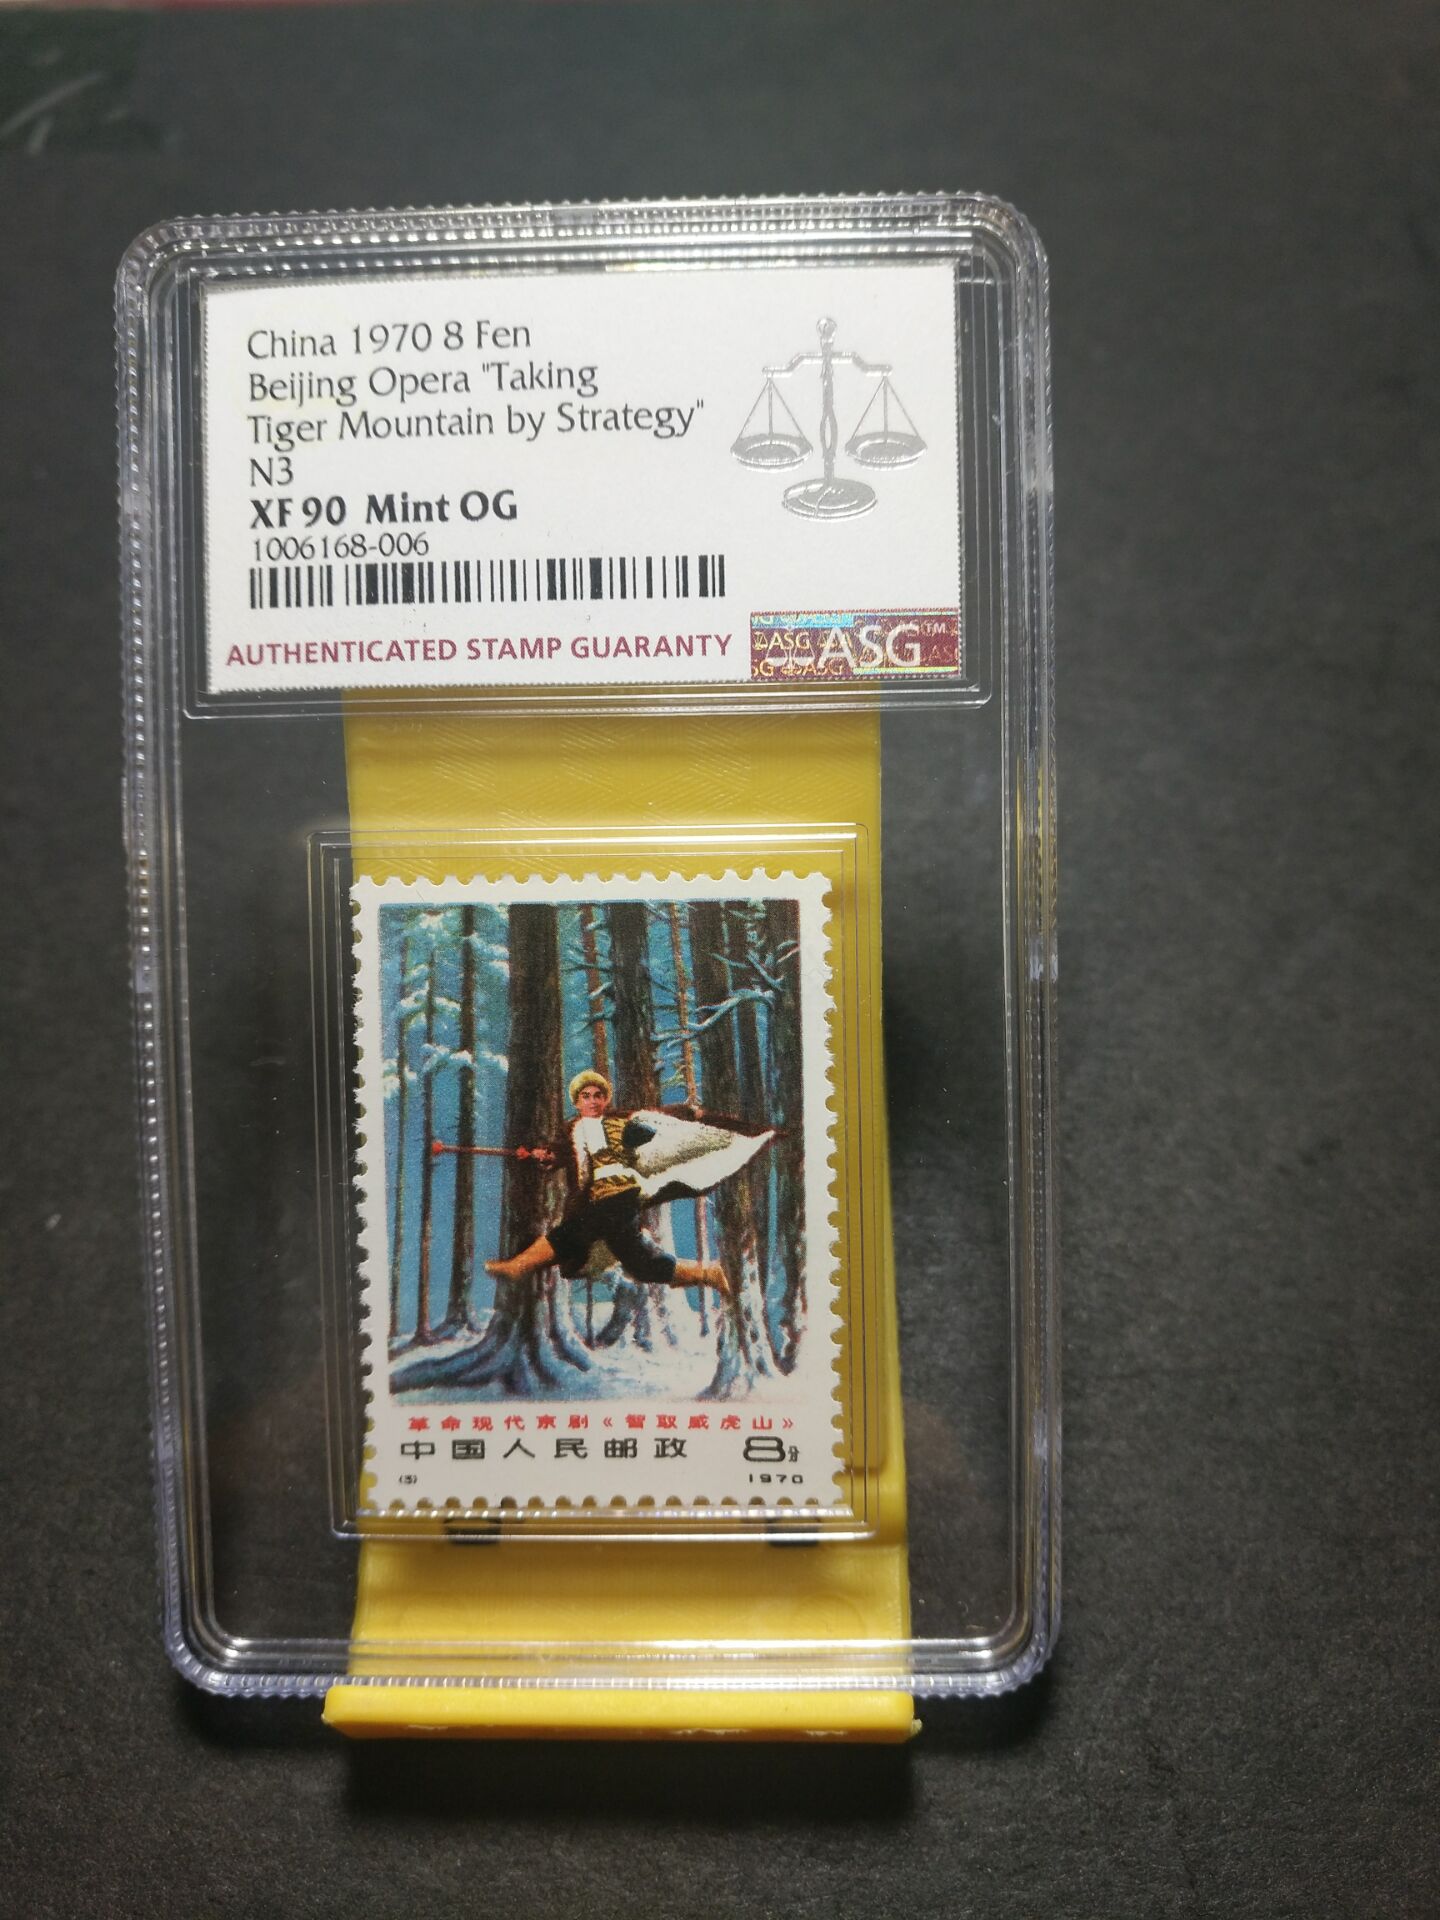 China 1970 8 Fen
Beijing Opera "Taking
Tiger Mountain by Strategy"
N3
XF 90 Mint OG
1006168-006
AUTHENTICATED STAMP GUARANTY
ASG™
革命现代京剧《智取威虎山》
中国人民邮政 8分
(3) 1970